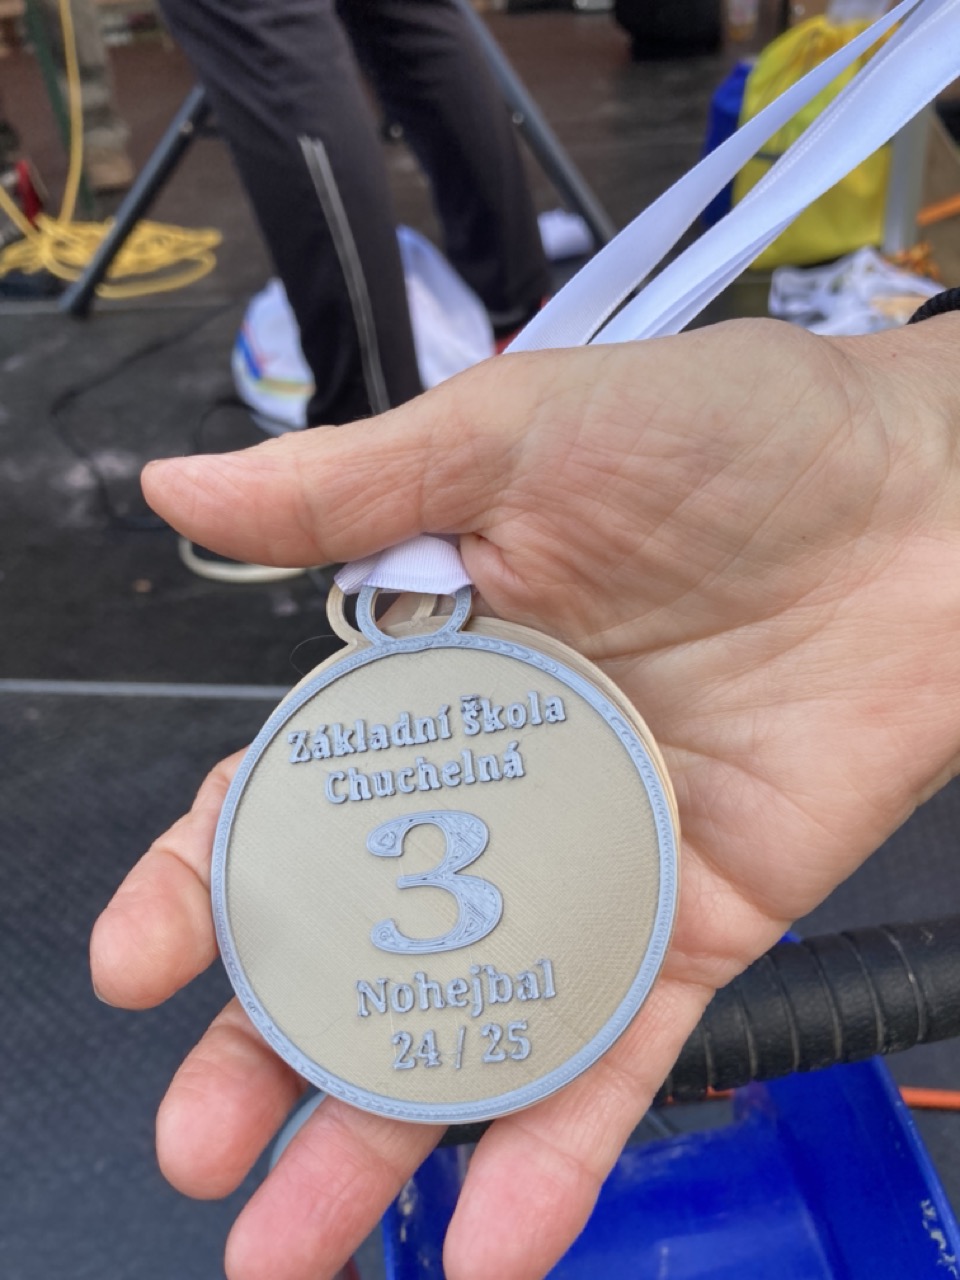 Základní škola
Chuchelná
3
Nohejbal
24 / 25